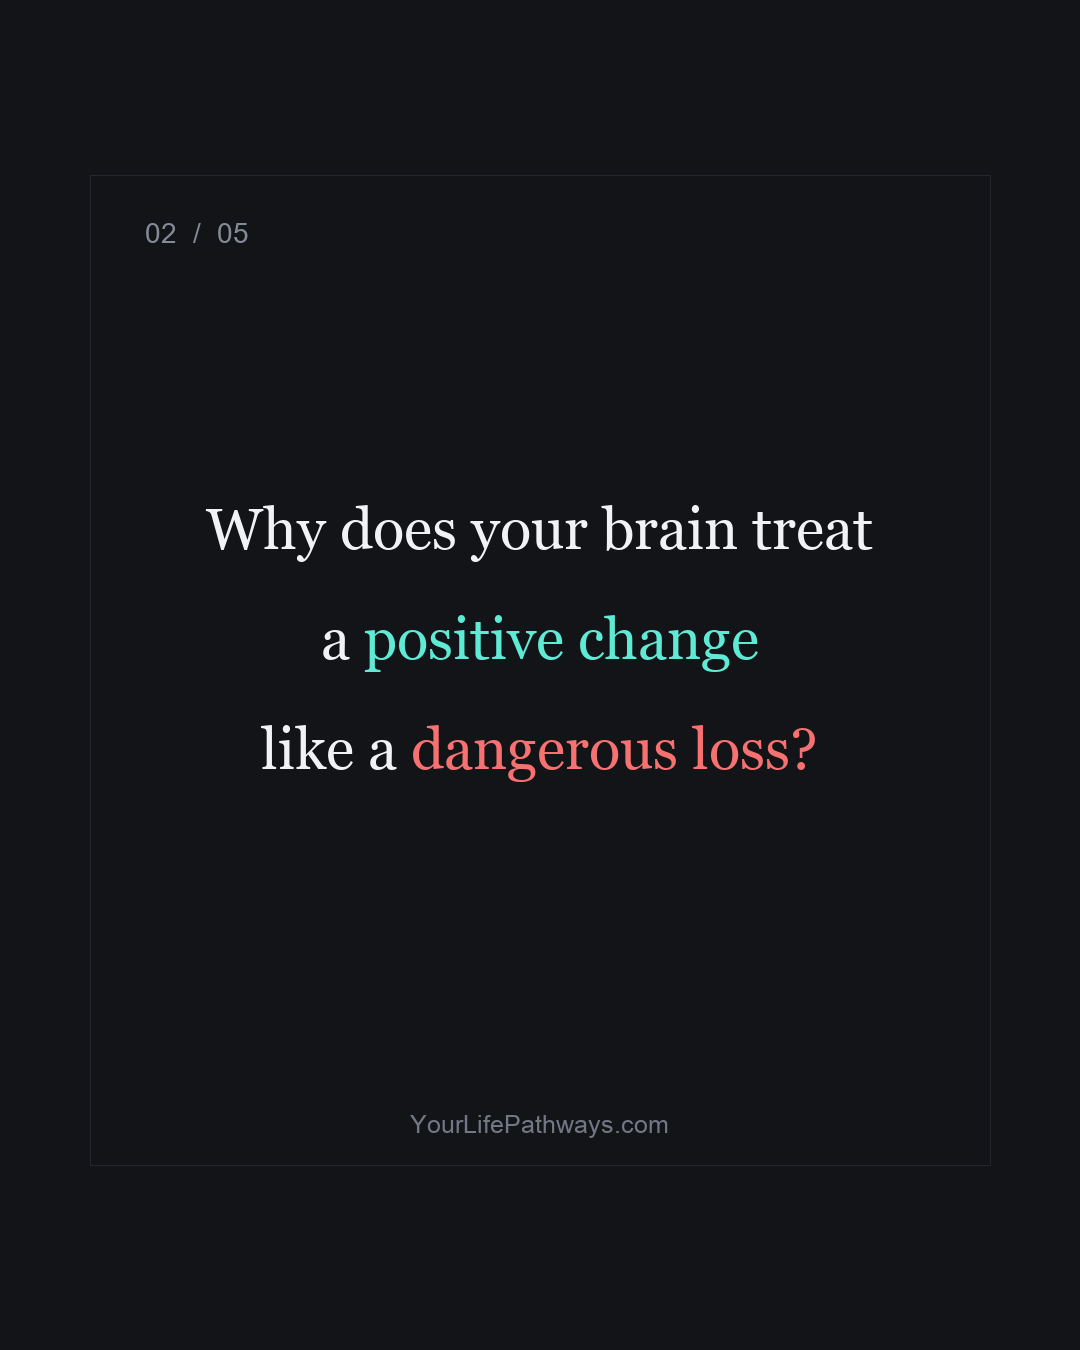 02 / 05
Why does your brain treat
a positive change
like a dangerous loss?
YourLifePathways.com